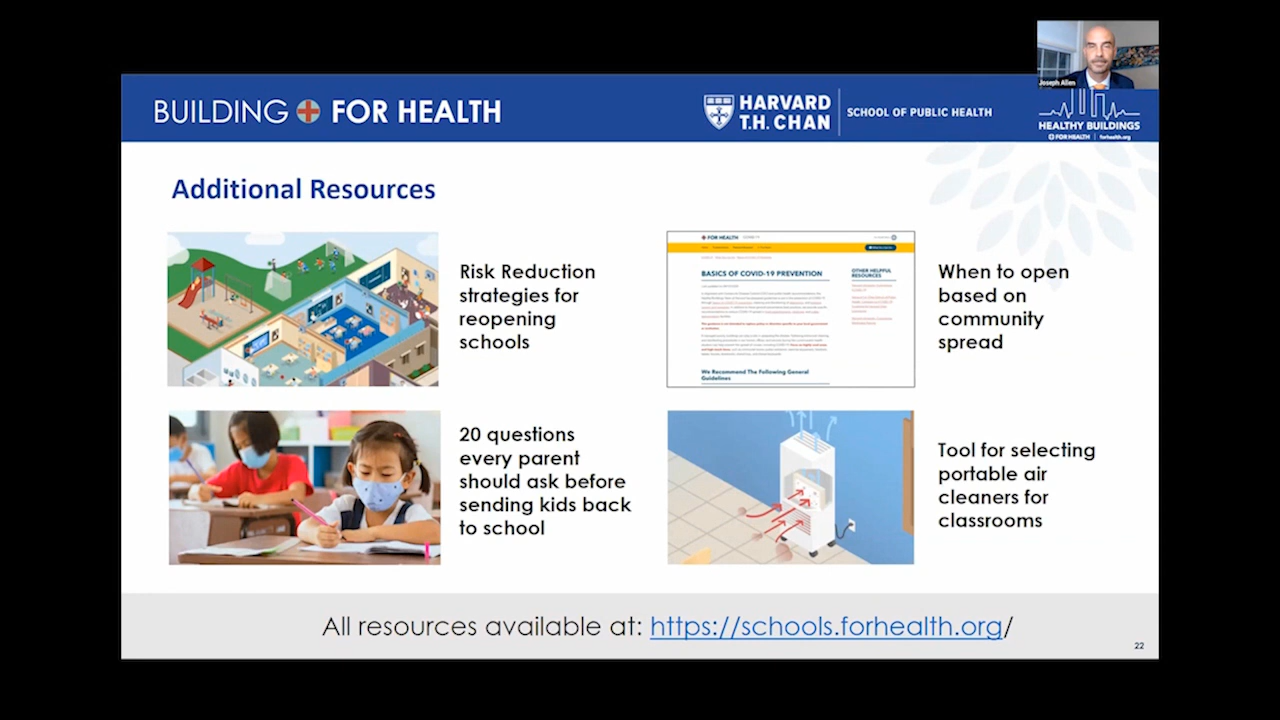 Joseph Allen
BUILDING FOR HEALTH
HARVARD
T.H. CHAN
SCHOOL OF PUBLIC HEALTH
HEALTHY BUILDINGS
FOR HEALTH
forhealth.org
Additional Resources
Risk Reduction
strategies for
reopening
schools
FOR HEALTH
BASICS OF COVID-19 PREVENTION
OTHER HELPFUL
RESOURCES
We Recommend The Following General
Guidelines
When to open
based on
community
spread
20 questions
every parent
should ask before
sending kids back
to school
Tool for selecting
portable air
cleaners for
classrooms
All resources available at: https://schools.forhealth.org/
22